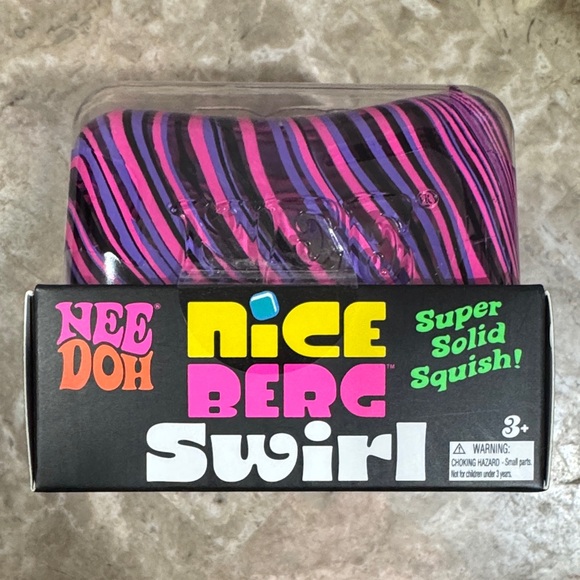 NEE®
DOH
NiCE
BERG™
Swirl
Super
Solid
Squish!
3+
⚠ WARNING:
CHOKING HAZARD - Small parts.
Not for children under 3 years.
®